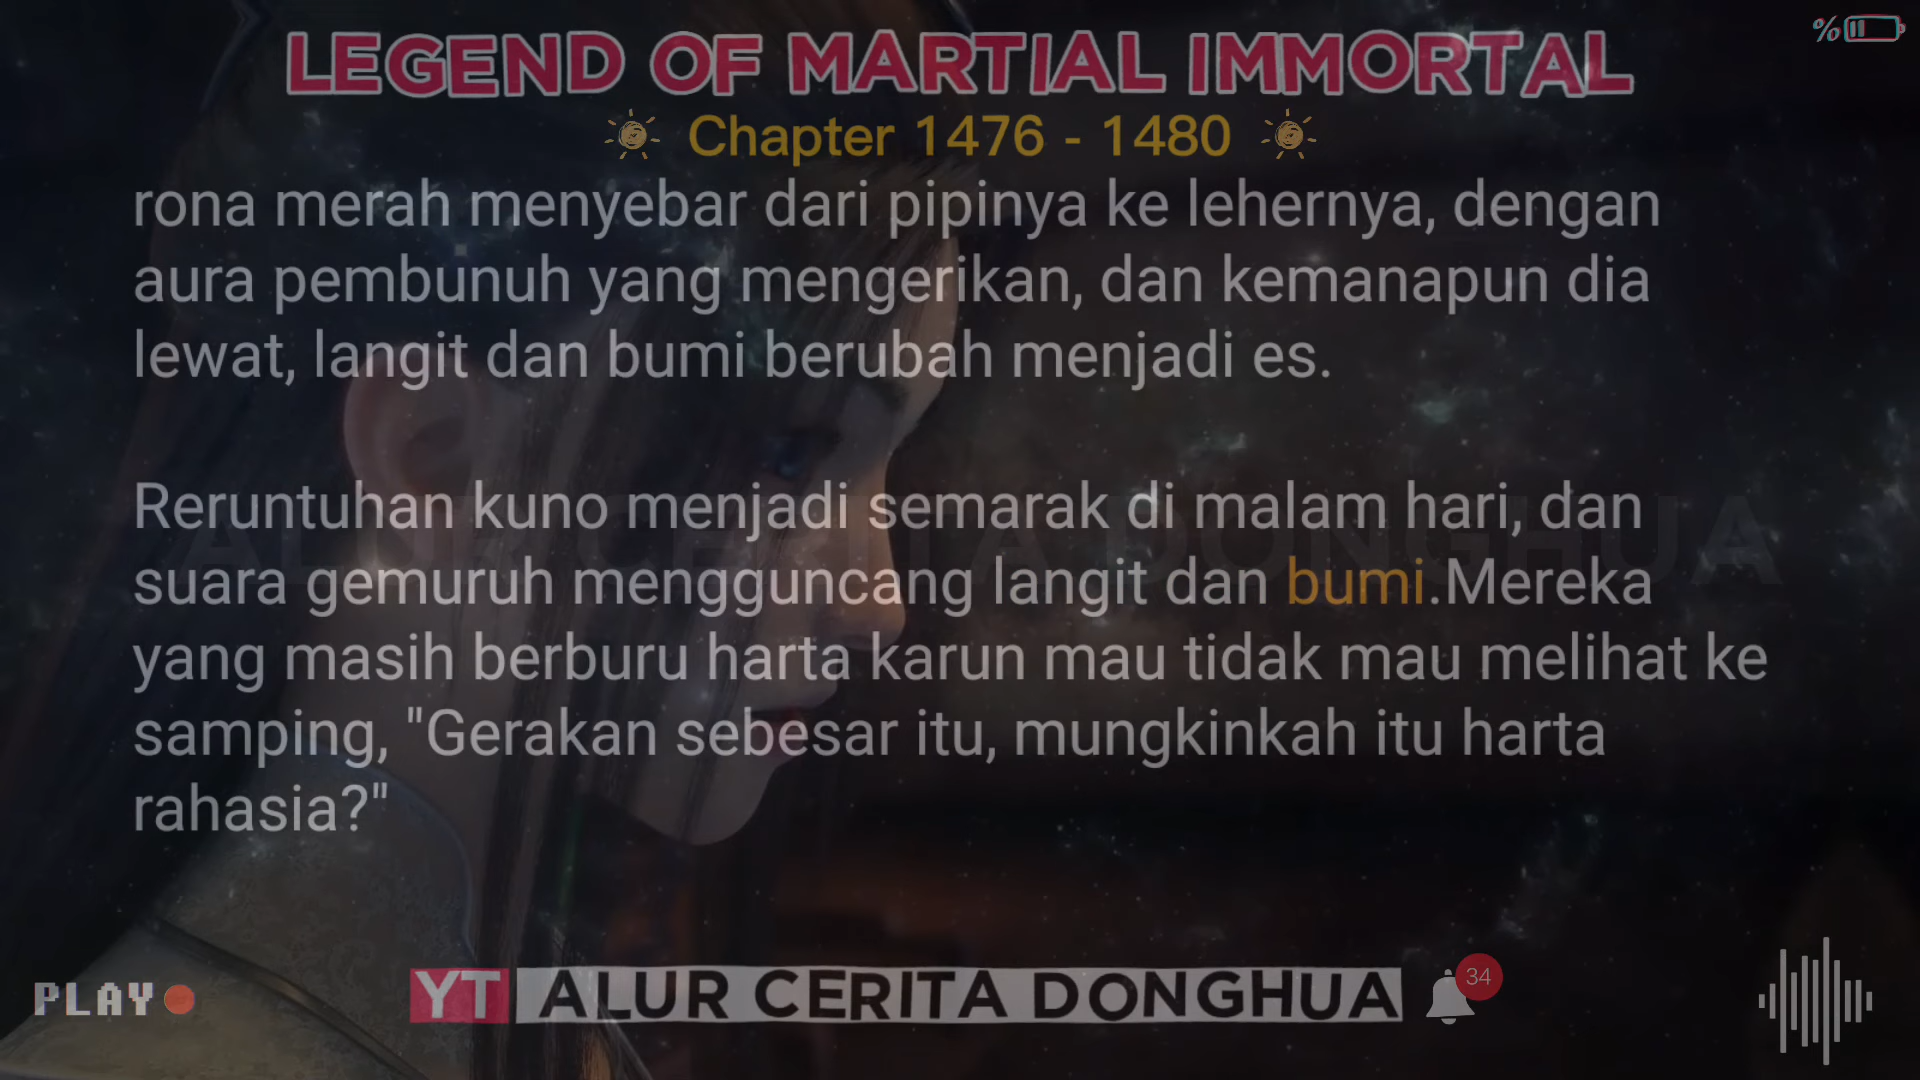 LEGEND OF MARTIAL IMMORTAL
%
Chapter 1476 - 1480
rona merah menyebar dari pipinya ke lehernya, dengan
aura pembunuh yang mengerikan, dan kemanapun dia
lewat, langit dan bumi berubah menjadi es.
Reruntuhan kuno menjadi semarak di malam hari, dan
suara gemuruh mengguncang langit dan bumi.Mereka
yang masih berburu harta karun mau tidak mau melihat ke
samping, "Gerakan sebesar itu, mungkinkah itu harta
rahasia?"
ALUR CERITA DONGHUA
PLAY
YT ALUR CERITA DONGHUA
34